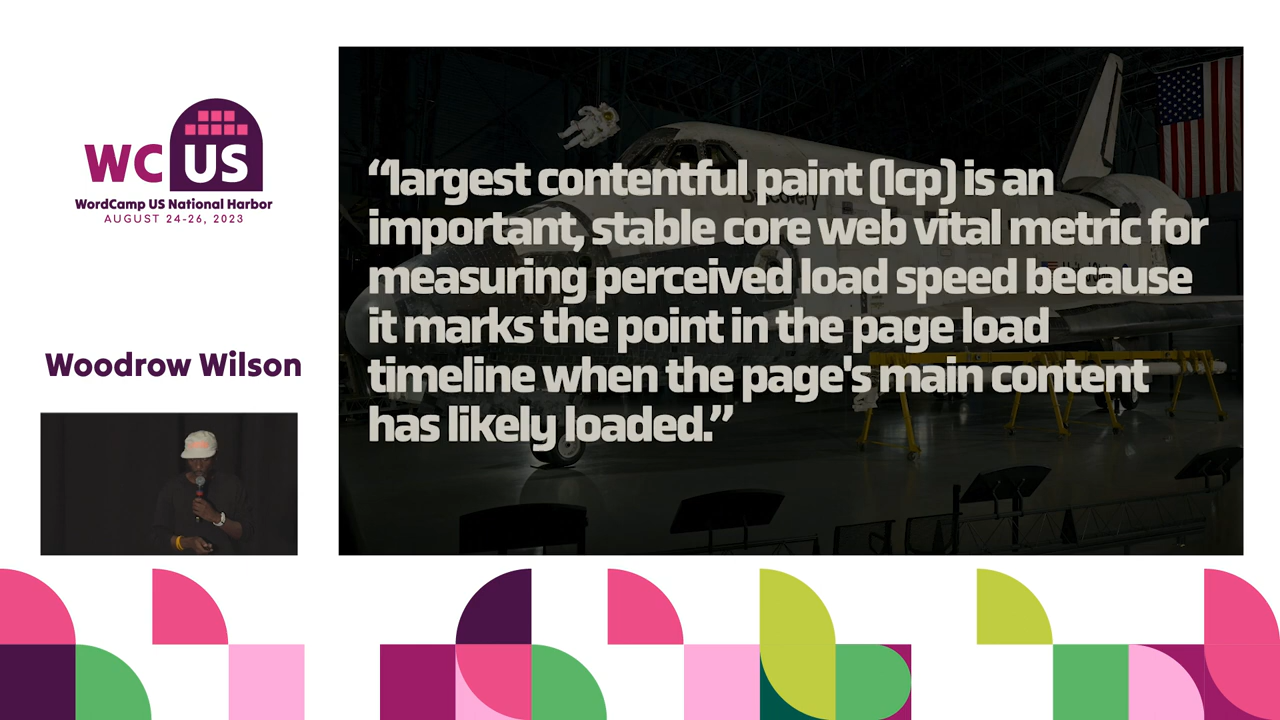 WC US
WordCamp US National Harbor
AUGUST 24-26, 2023
Woodrow Wilson
“largest contentful paint (lcp) is an
important, stable core web vital metric for
measuring perceived load speed because
it marks the point in the page load
timeline when the page's main content
has likely loaded.”
Discovery